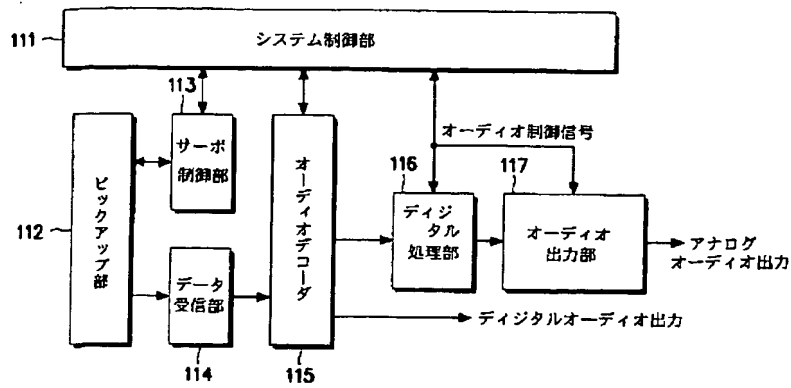 111
システム制御部
113
サーボ
制御部
112
ピックアップ部
データ
受信部
114
オーディオデコーダ
115
オーディオ制御信号
116
ディジ
タル
処理部
117
オーディオ
出力部
アナログ
オーディオ出力
ディジタルオーディオ出力